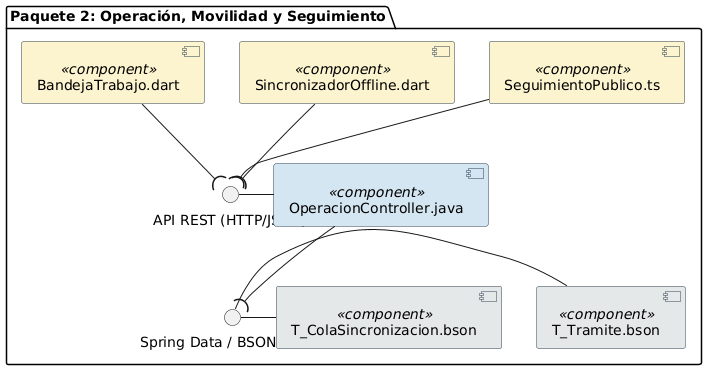 Paquete 2: Operación, Movilidad y Seguimiento
«component»
BandejaTrabajo.dart
«component»
SincronizadorOffline.dart
«component»
SeguimientoPublico.ts
«component»
OperacionController.java
API REST (HTTP/JS
Spring Data / BSON
«component»
T_ColaSincronizacion.bson
«component»
T_Tramite.bson